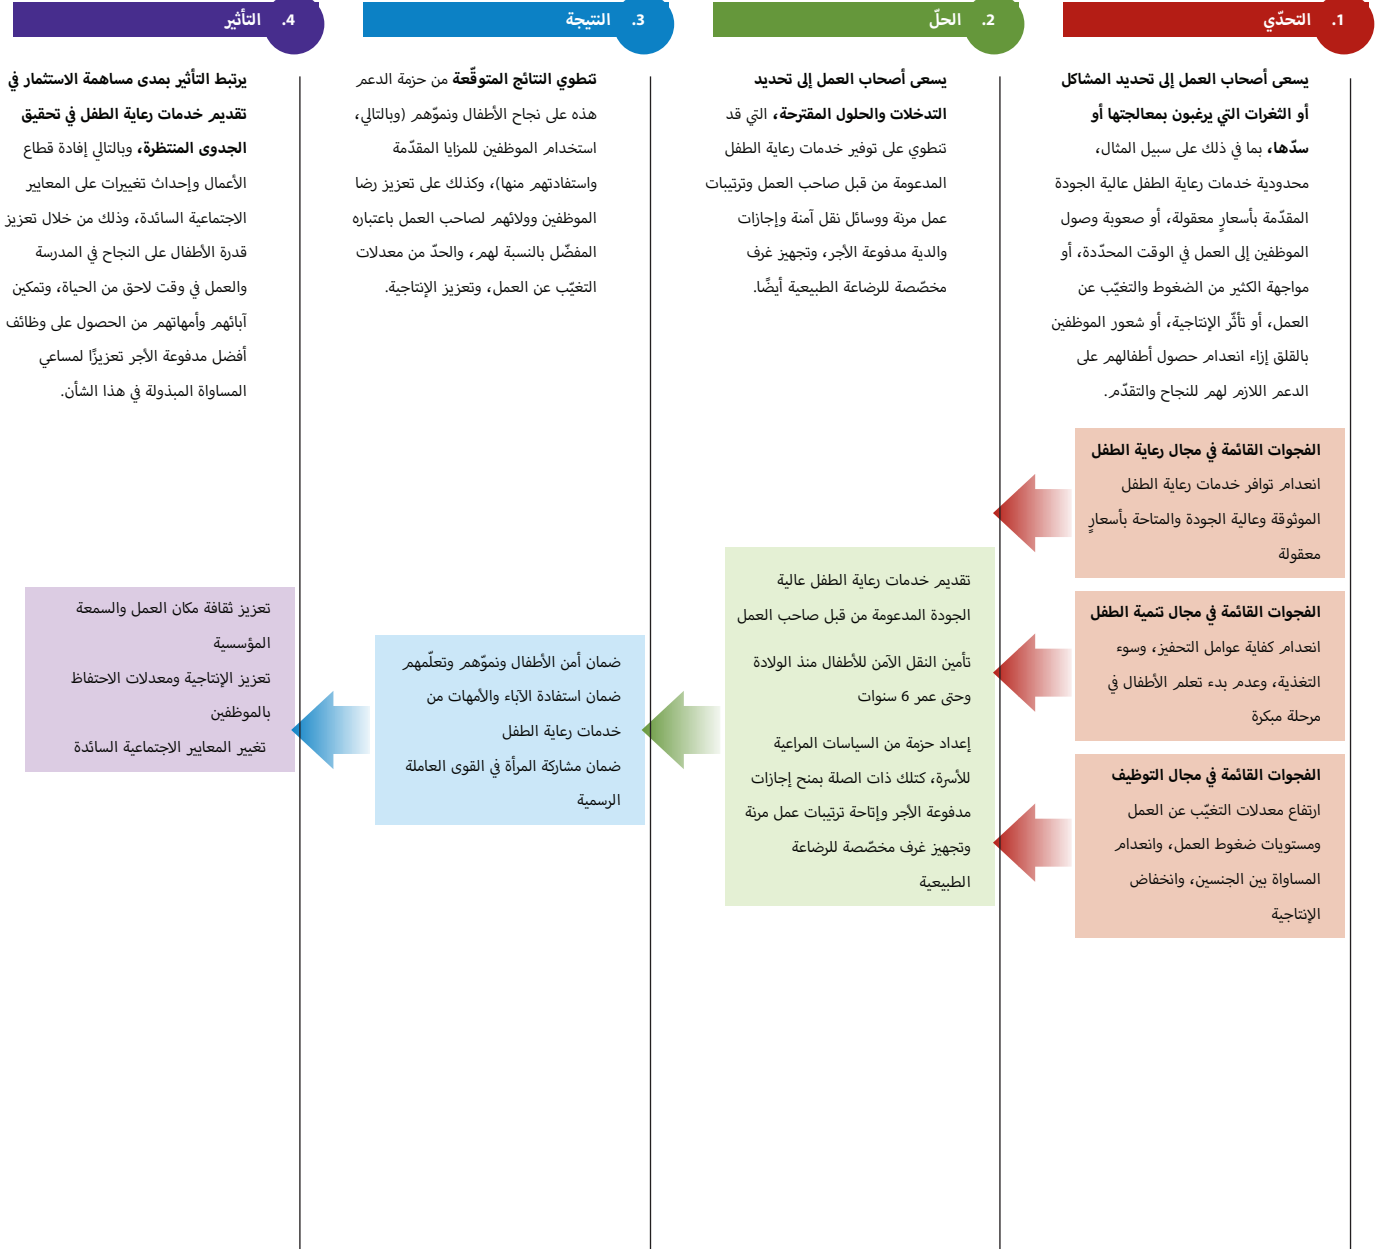 1. التحدّي
يسعى أصحاب العمل إلى تحديد المشاكل
أو الثغرات التي يرغبون بمعالجتها أو
سدّها، بما في ذلك على سبيل المثال،
محدودية خدمات رعاية الطفل عالية الجودة
المقدّمة بأسعارٍ معقولة، أو صعوبة وصول
الموظفين إلى العمل في الوقت المحدّدة، أو
مواجهة الكثير من الضغوط والتغيّب عن
العمل، أو تأثّر الإنتاجية، أو شعور الموظفين
بالقلق إزاء انعدام حصول أطفالهم على
الدعم اللازم لهم للنجاح والتقدّم.
الفجوات القائمة في مجال رعاية الطفل
انعدام توافر خدمات رعاية الطفل
الموثوقة وعالية الجودة والمتاحة بأسعارٍ
معقولة
الفجوات القائمة في مجال تنمية الطفل
انعدام كفاية عوامل التحفيز، وسوء
التغذية، وعدم بدء تعلم الأطفال في
مرحلة مبكرة
الفجوات القائمة في مجال التوظيف
ارتفاع معدلات التغيّب عن العمل
ومستويات ضغوط العمل، وانعدام
المساواة بين الجنسين، وانخفاض
الإنتاجية
2. الحلّ
يسعى أصحاب العمل إلى تحديد
التدخلات والحلول المقترحة، التي قد
تنطوي على توفير خدمات رعاية الطفل
المدعومة من قبل صاحب العمل وترتيبات
عمل مرنة ووسائل نقل آمنة وإجازات
والدية مدفوعة الأجر، وتجهيز غرف
مخصّصة للرضاعة الطبيعية أيضًا.
تقديم خدمات رعاية الطفل عالية
الجودة المدعومة من قبل صاحب العمل
تأمين النقل الآمن للأطفال منذ الولادة
وحتى عمر 6 سنوات
إعداد حزمة من السياسات المراعية
للأسرة، كتلك ذات الصلة بمنح إجازات
مدفوعة الأجر وإتاحة ترتيبات عمل مرنة
وتجهيز غرف مخصّصة للرضاعة
الطبيعية
3. النتيجة
تنطوي النتائج المتوقّعة من حزمة الدعم
هذه على نجاح الأطفال ونموّهم (وبالتالي،
استخدام الموظفين للمزايا المقدّمة
واستفادتهم منها)، وكذلك على تعزيز رضا
الموظفين وولائهم لصاحب العمل باعتباره
المفضّل بالنسبة لهم، والحدّ من معدلات
التغيّب عن العمل، وتعزيز الإنتاجية.
ضمان أمن الأطفال ونموّهم وتعلّمهم
ضمان استفادة الآباء والأمهات من
خدمات رعاية الطفل
ضمان مشاركة المرأة في القوى العاملة
الرسمية
4. التأثير
يرتبط التأثير بمدى مساهمة الاستثمار في
تقديم خدمات رعاية الطفل في تحقيق
الجدوى المنتظرة، وبالتالي إفادة قطاع
الأعمال وإحداث تغييرات على المعايير
الاجتماعية السائدة، وذلك من خلال تعزيز
قدرة الأطفال على النجاح في المدرسة
والعمل في وقت لاحق من الحياة، وتمكين
آبائهم وأمهاتهم من الحصول على وظائف
أفضل مدفوعة الأجر تعزيزًا لمساعي
المساواة المبذولة في هذا الشأن.
تعزيز ثقافة مكان العمل والسمعة
المؤسسية
تعزيز الإنتاجية ومعدلات الاحتفاظ
بالموظفين
تغيير المعايير الاجتماعية السائدة